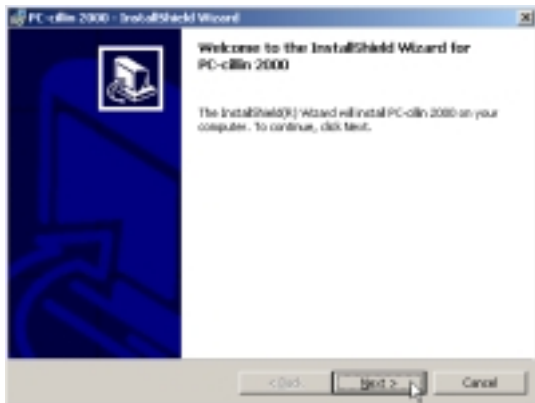 PC-cillin 2000 - InstallShield Wizard
Welcome to the InstallShield Wizard for
PC-cillin 2000
The InstallShield(R) Wizard will install PC-cillin 2000 on your
computer. To continue, click Next.
< Back
Next >
Cancel